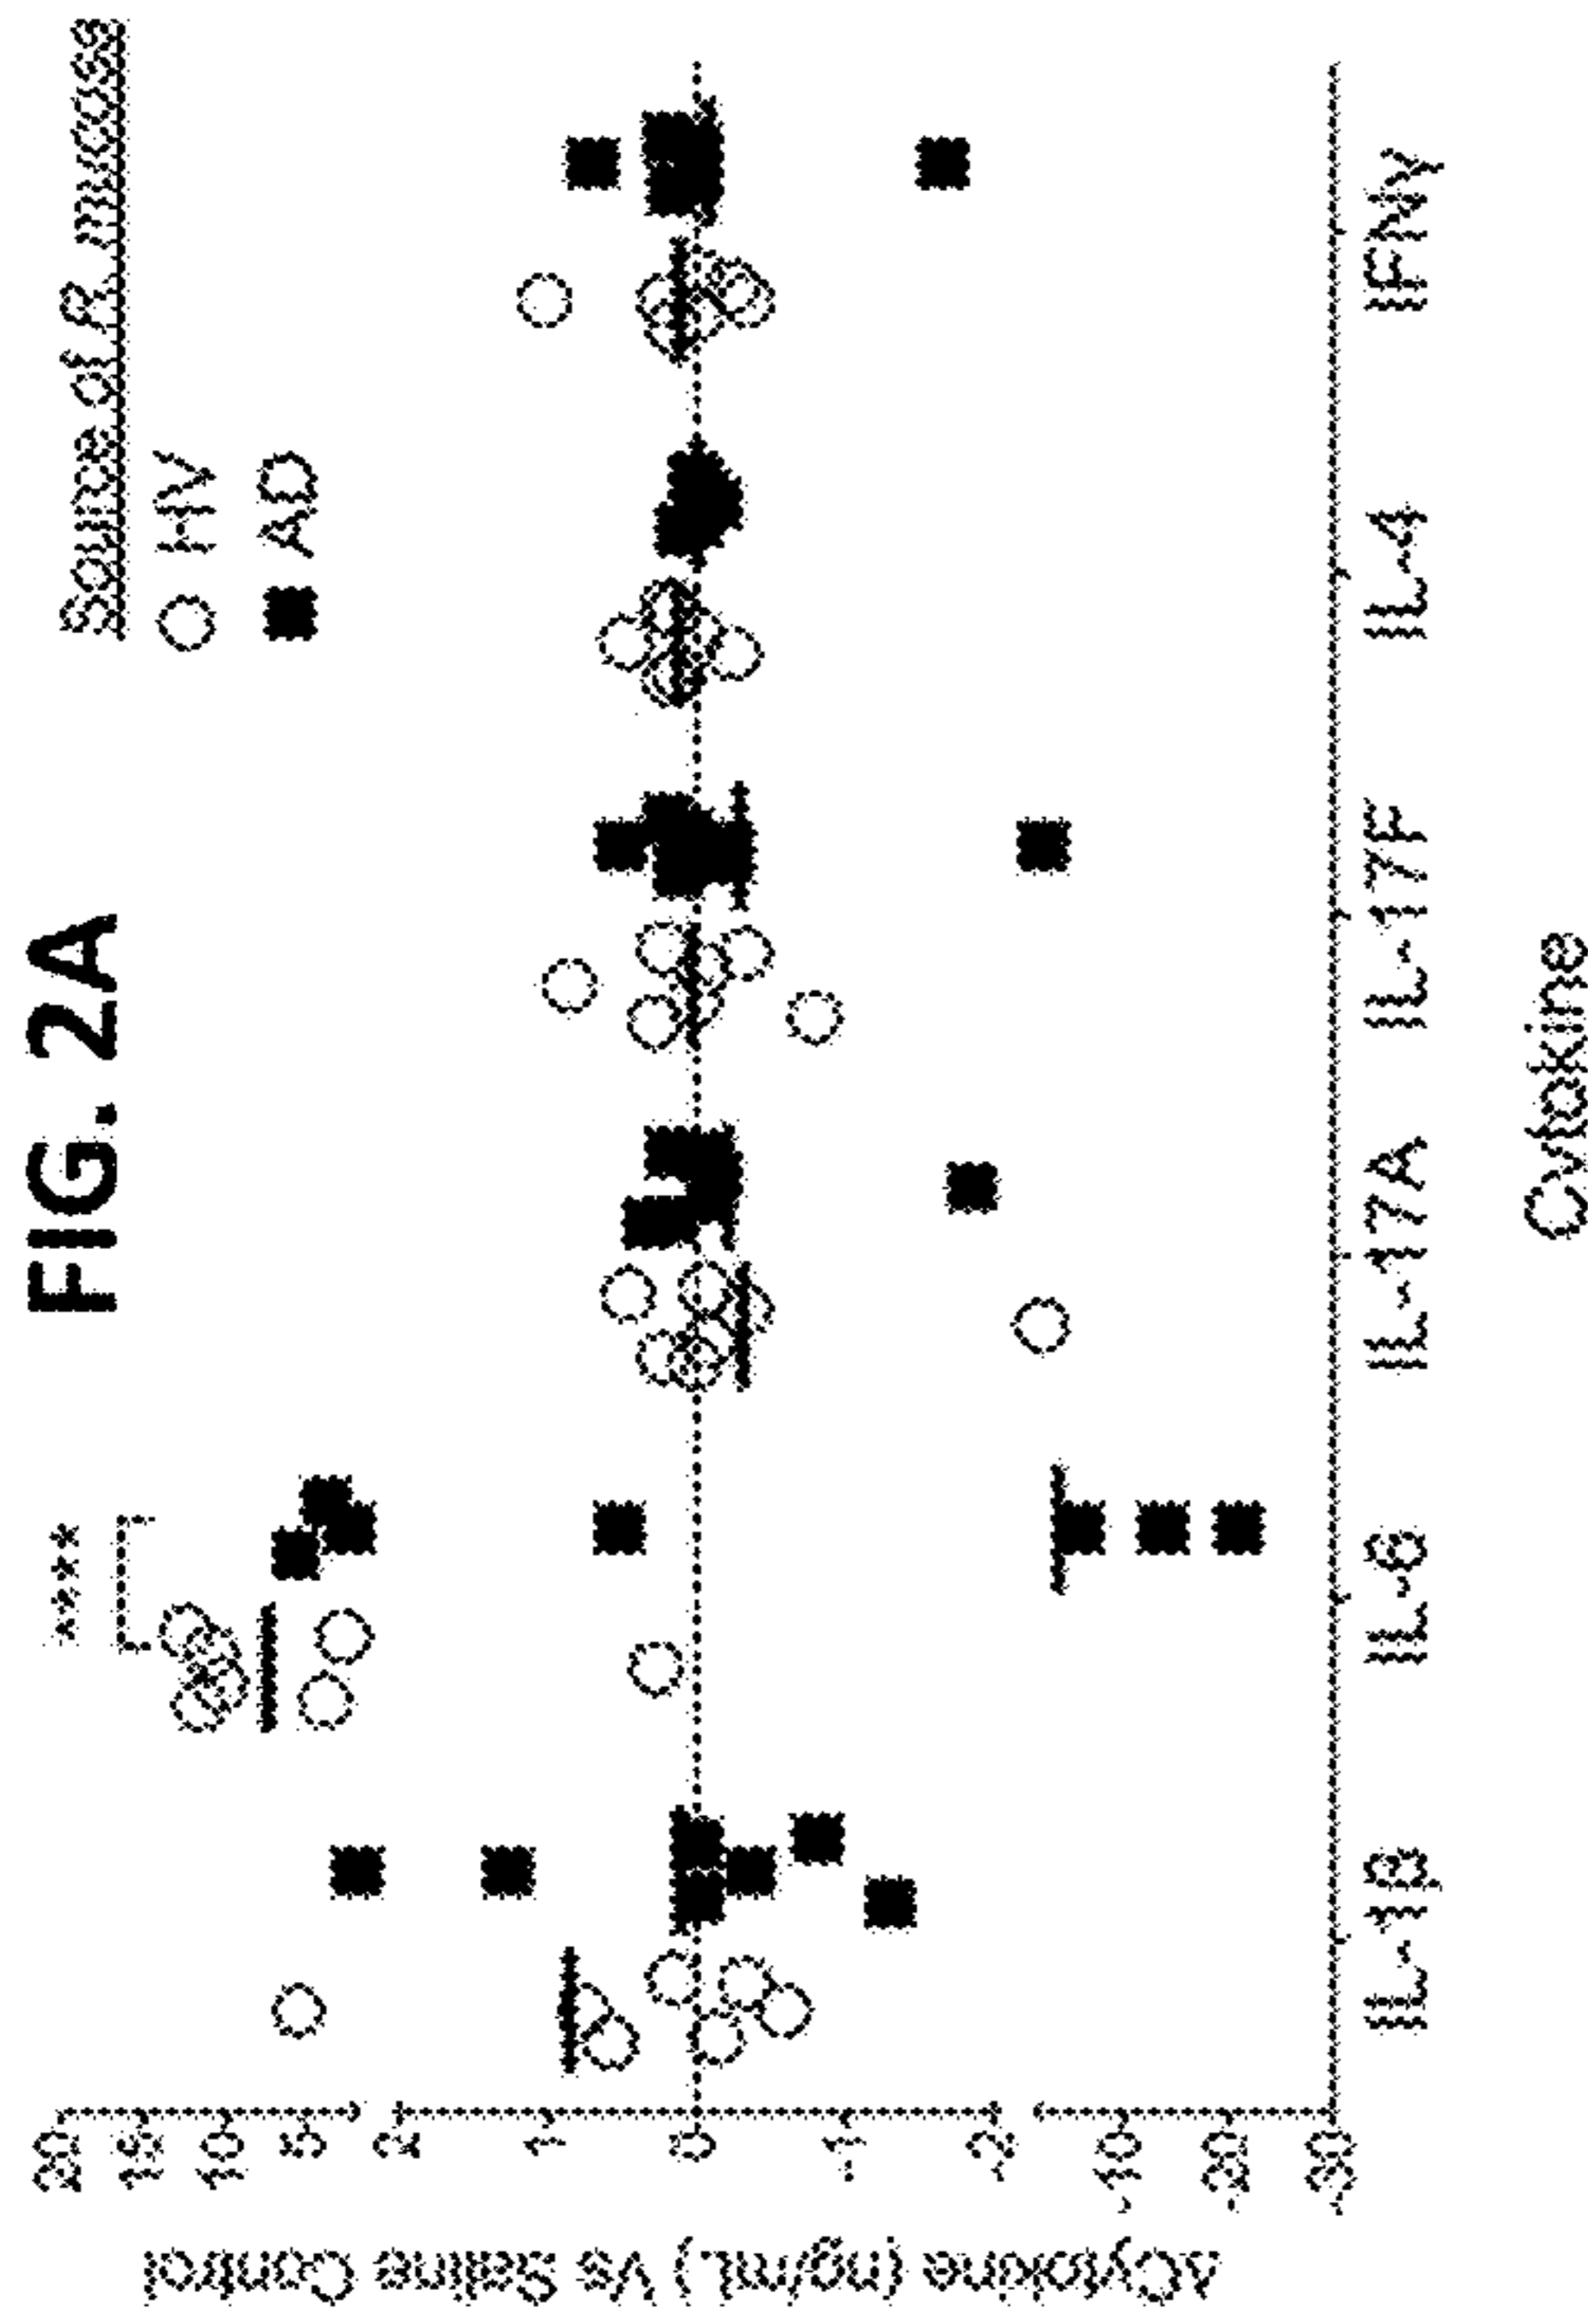 FIG. 2A
Source of R. mucosa
HV
AD
****
20
15
10
5
2
1
0
-1
-2
-10
-20
-30
ΔCytokine (ng/mL) vs Saline Control
IL-1β
IL-6
IL-17A
IL-17F
IL-4
IFNγ
Cytokine